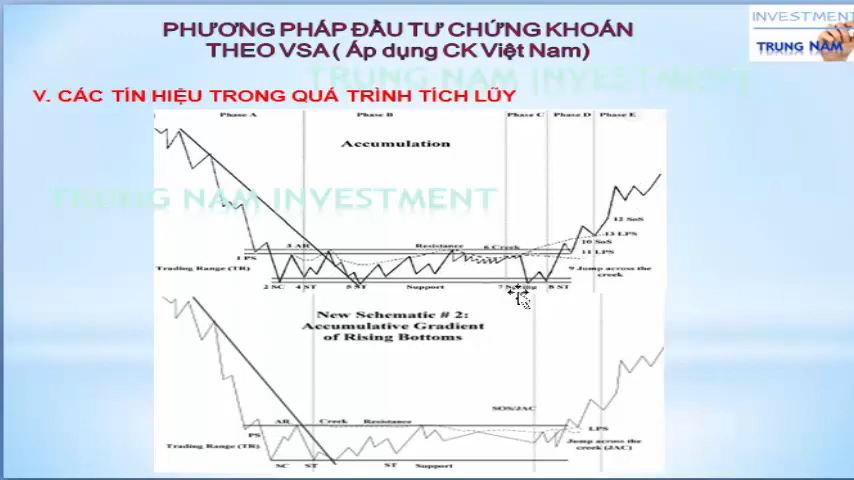 PHƯƠNG PHÁP ĐẦU TƯ CHỨNG KHOÁN
THEO VSA ( Áp dụng CK Việt Nam)
INVESTMENT
TRUNG NAM
V. CÁC TÍN HIỆU TRONG QUÁ TRÌNH TÍCH LŨY
TRUNG NAM INVESTMENT
Phase A Phase B Phase C Phase D Phase E
Accumulation
TRUNG NAM INVESTMENT
12 SoS
13 LPS
3 AR Resistance 6 Creek 10 SoS
1 PS 11 LPS
Trading Range (TR) 9 Jump across the
creek
2 SC 4 ST 5 ST Support 7 Spring 8 ST
New Schematic # 2:
Accumulative Gradient
of Rising Bottoms
SOS/JAC
AR Creek Resistance
PS LPS
Trading Range (TR) Jump across the
creek (JAC)
SC ST ST Support